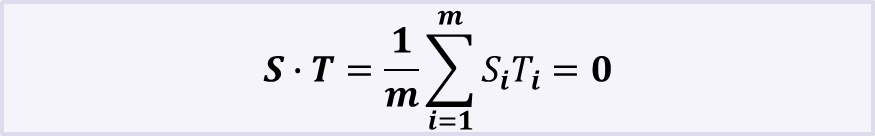 S · T = 1/m ∑_{i=1}^{m} S_i T_i = 0